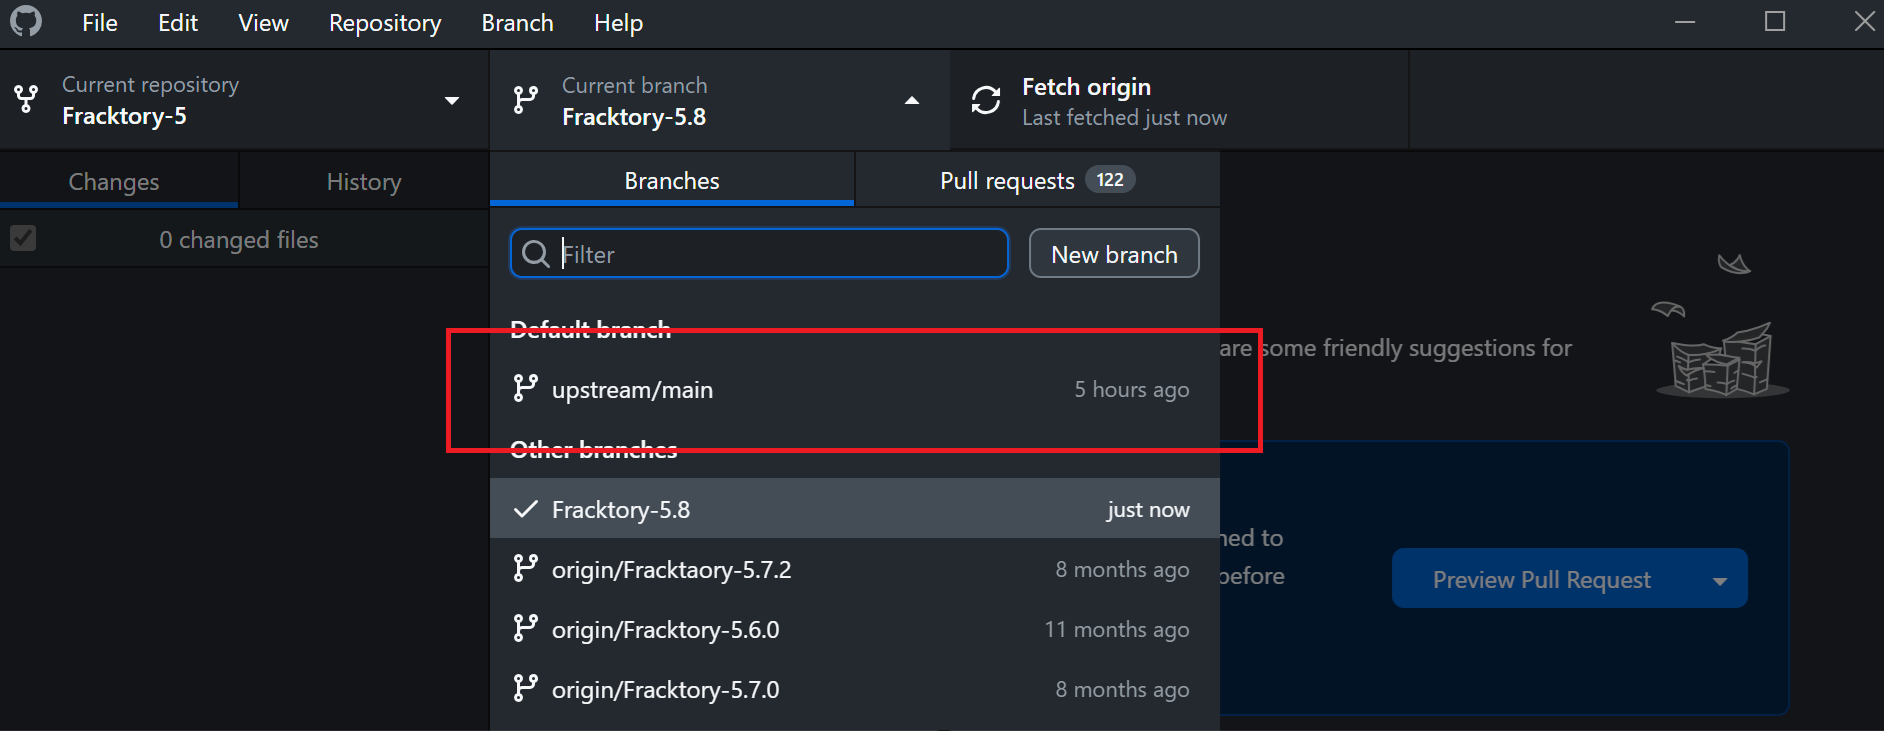 File Edit View Repository Branch Help
Current repository
Fracktory-5
Current branch
Fracktory-5.8
Fetch origin
Last fetched just now
Changes
History
0 changed files
Branches
Pull requests 122
Filter
New branch
Default branch
upstream/main 5 hours ago
Other branches
Fracktory-5.8 just now
origin/Fracktaory-5.7.2 8 months ago
origin/Fracktory-5.6.0 11 months ago
origin/Fracktory-5.7.0 8 months ago
are some friendly suggestions for
ned to
before
Preview Pull Request